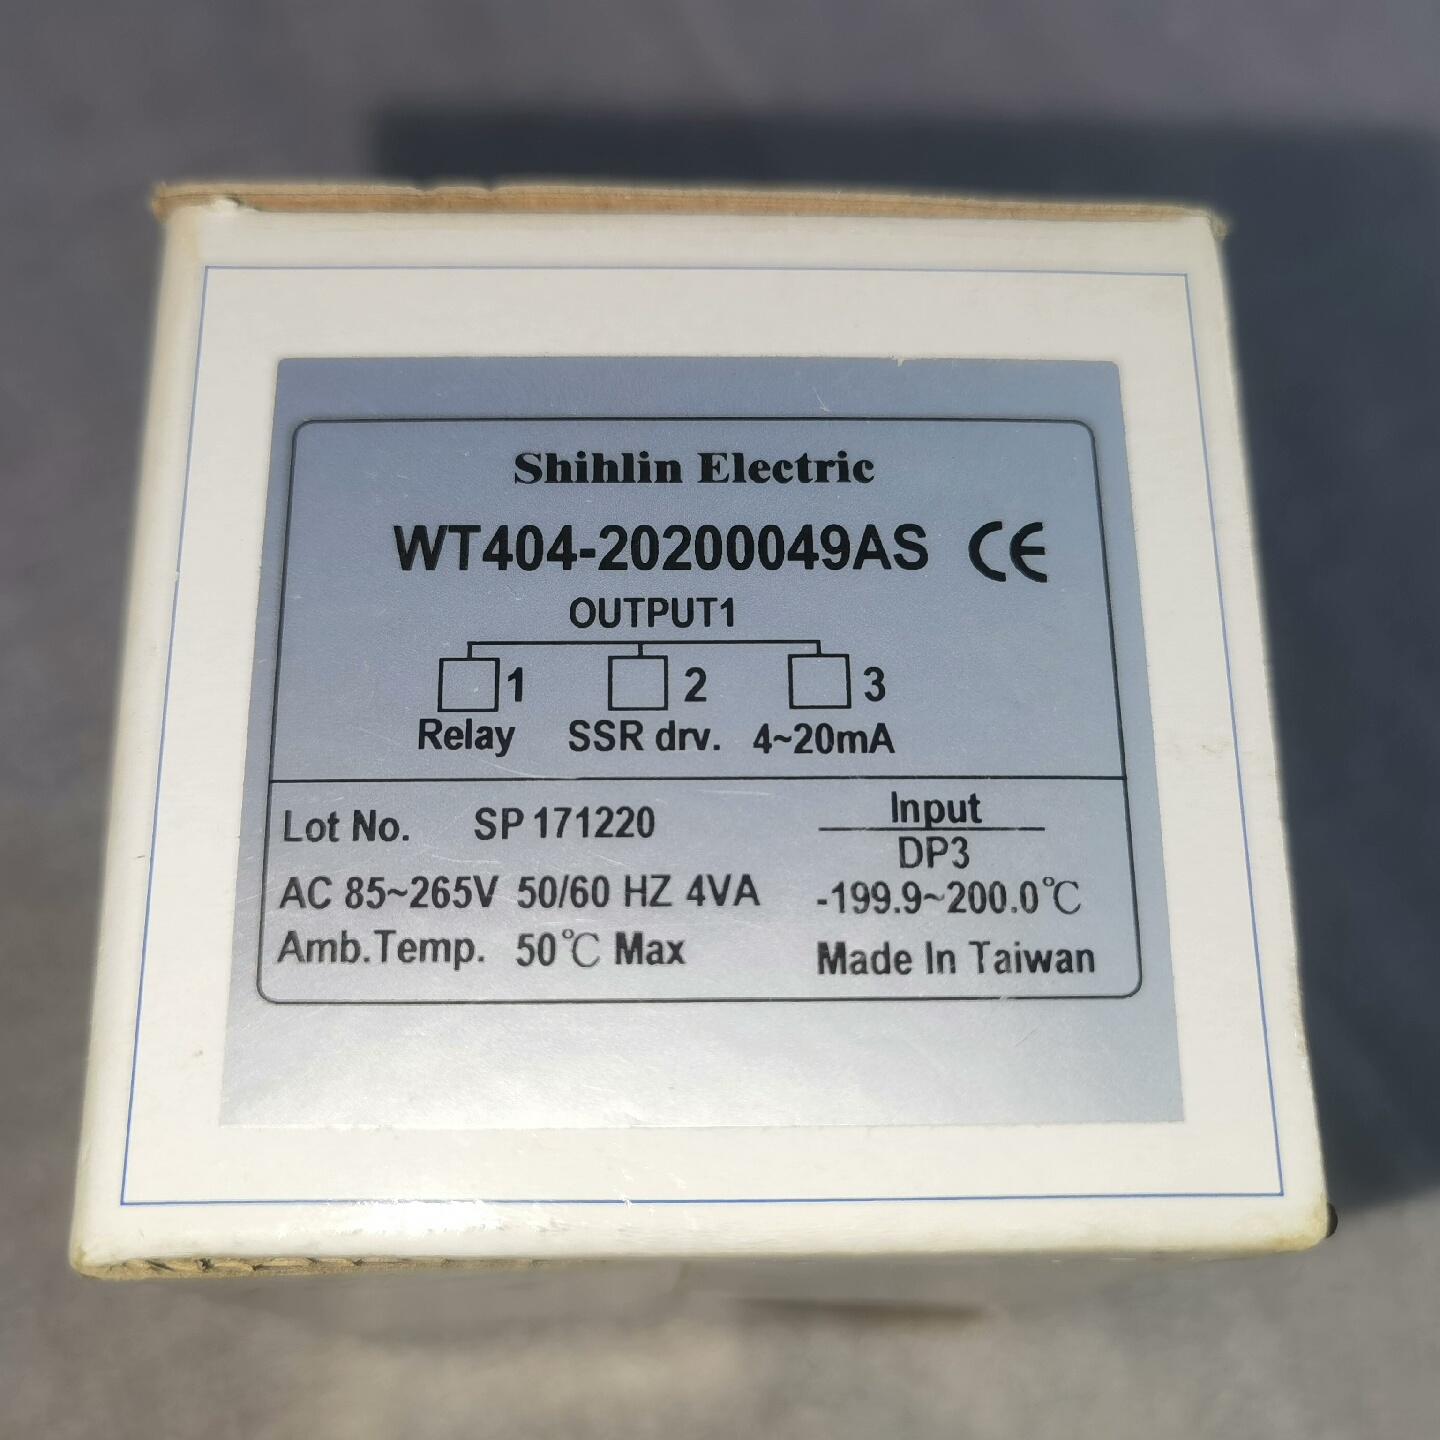 Shihlin Electric
WT404-20200049AS CE
OUTPUT1
1 2 3
Relay SSR drv. 4~20mA
Lot No. SP 171220 Input
DP3
AC 85~265V 50/60 HZ 4VA -199.9~200.0℃
Amb.Temp. 50℃ Max Made In Taiwan